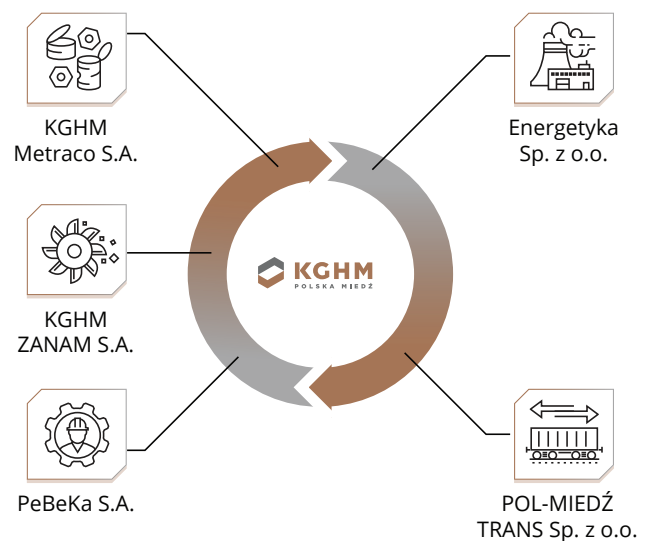 KGHM
Metraco S.A.
Energetyka
Sp. z o.o.
KGHM
ZANAM S.A.
KGHM
POLSKA MIEDŹ
PeBeKa S.A.
POL-MIEDŹ
TRANS Sp. z o.o.